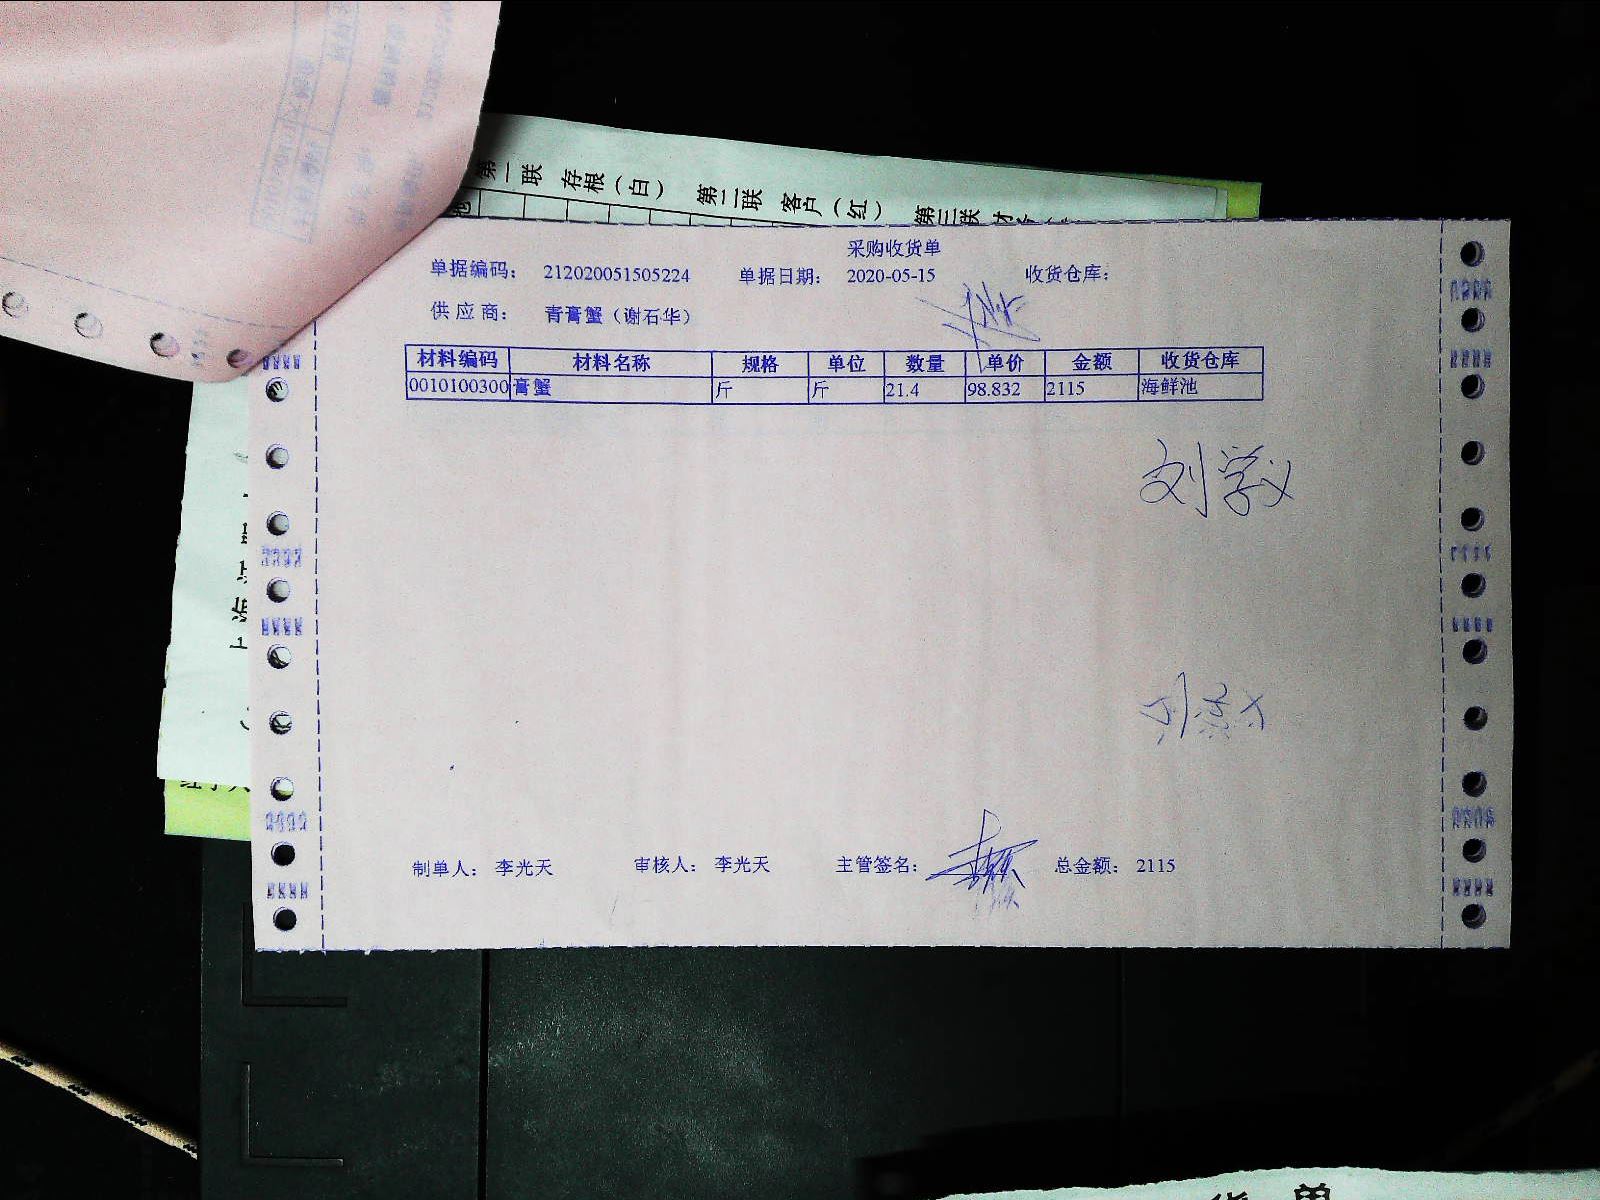 第一联 存根（白） 第二联 客户（红） 第三联
采购收货单
单据编码： 212020051505224 单据日期： 2020-05-15 收货仓库：
供应商： 青膏蟹（谢石华）
材料编码 材料名称 规格 单位 数量 单价 金额 收货仓库
0010100300 膏蟹 斤 斤 21.4 98.832 2115 海鲜池
刘学义
制单人： 李光天 审核人： 李光天 主管签名： 总金额： 2115
上海